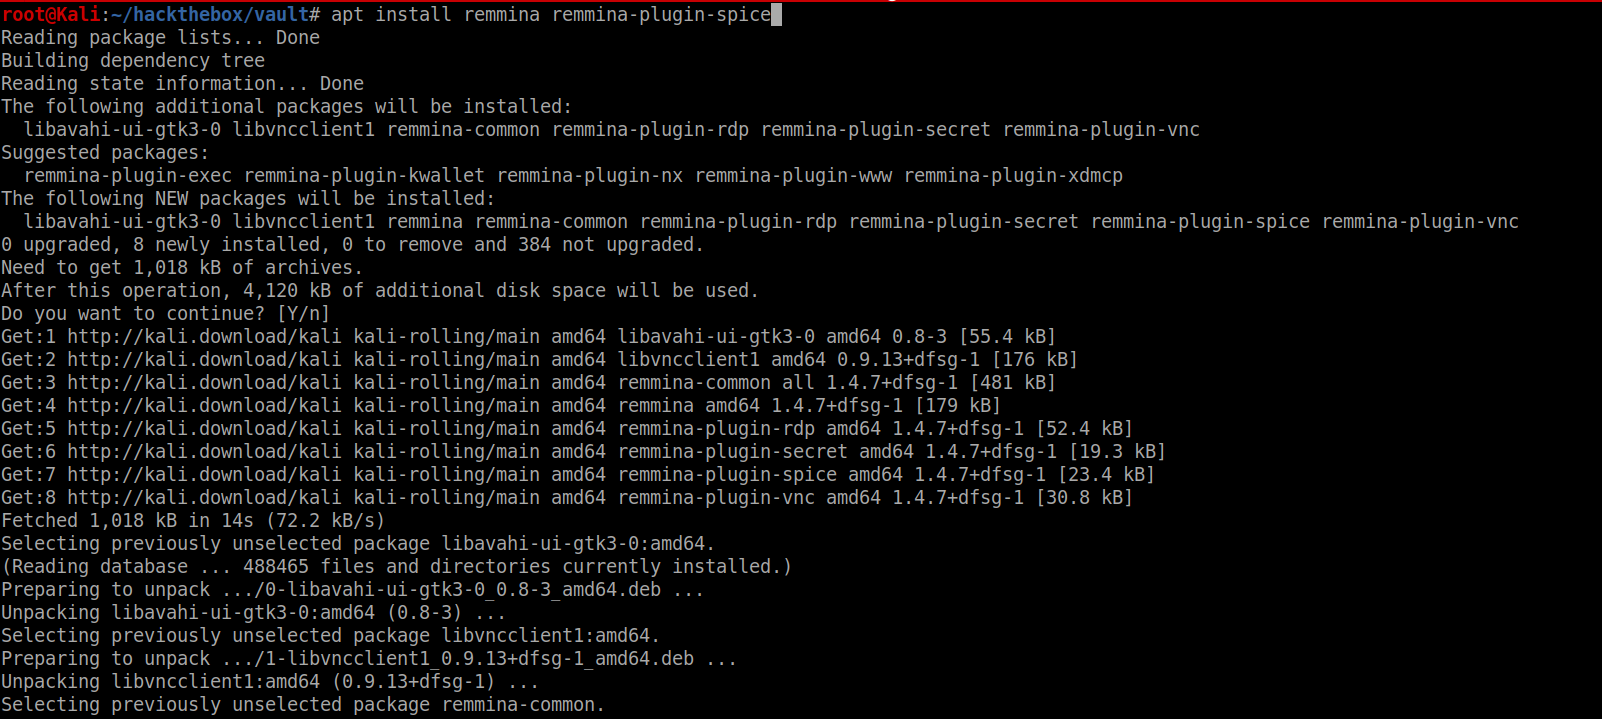 root@Kali:~/hackthebox/vault# apt install remmina remmina-plugin-spice
Reading package lists... Done
Building dependency tree
Reading state information... Done
The following additional packages will be installed:
  libavahi-ui-gtk3-0 libvncclient1 remmina-common remmina-plugin-rdp remmina-plugin-secret remmina-plugin-vnc
Suggested packages:
  remmina-plugin-exec remmina-plugin-kwallet remmina-plugin-nx remmina-plugin-www remmina-plugin-xdmcp
The following NEW packages will be installed:
  libavahi-ui-gtk3-0 libvncclient1 remmina remmina-common remmina-plugin-rdp remmina-plugin-secret remmina-plugin-spice remmina-plugin-vnc
0 upgraded, 8 newly installed, 0 to remove and 384 not upgraded.
Need to get 1,018 kB of archives.
After this operation, 4,120 kB of additional disk space will be used.
Do you want to continue? [Y/n]
Get:1 http://kali.download/kali kali-rolling/main amd64 libavahi-ui-gtk3-0 amd64 0.8-3 [55.4 kB]
Get:2 http://kali.download/kali kali-rolling/main amd64 libvncclient1 amd64 0.9.13+dfsg-1 [176 kB]
Get:3 http://kali.download/kali kali-rolling/main amd64 remmina-common all 1.4.7+dfsg-1 [481 kB]
Get:4 http://kali.download/kali kali-rolling/main amd64 remmina amd64 1.4.7+dfsg-1 [179 kB]
Get:5 http://kali.download/kali kali-rolling/main amd64 remmina-plugin-rdp amd64 1.4.7+dfsg-1 [52.4 kB]
Get:6 http://kali.download/kali kali-rolling/main amd64 remmina-plugin-secret amd64 1.4.7+dfsg-1 [19.3 kB]
Get:7 http://kali.download/kali kali-rolling/main amd64 remmina-plugin-spice amd64 1.4.7+dfsg-1 [23.4 kB]
Get:8 http://kali.download/kali kali-rolling/main amd64 remmina-plugin-vnc amd64 1.4.7+dfsg-1 [30.8 kB]
Fetched 1,018 kB in 14s (72.2 kB/s)
Selecting previously unselected package libavahi-ui-gtk3-0:amd64.
(Reading database ... 488465 files and directories currently installed.)
Preparing to unpack .../0-libavahi-ui-gtk3-0_0.8-3_amd64.deb ...
Unpacking libavahi-ui-gtk3-0:amd64 (0.8-3) ...
Selecting previously unselected package libvncclient1:amd64.
Preparing to unpack .../1-libvncclient1_0.9.13+dfsg-1_amd64.deb ...
Unpacking libvncclient1:amd64 (0.9.13+dfsg-1) ...
Selecting previously unselected package remmina-common.